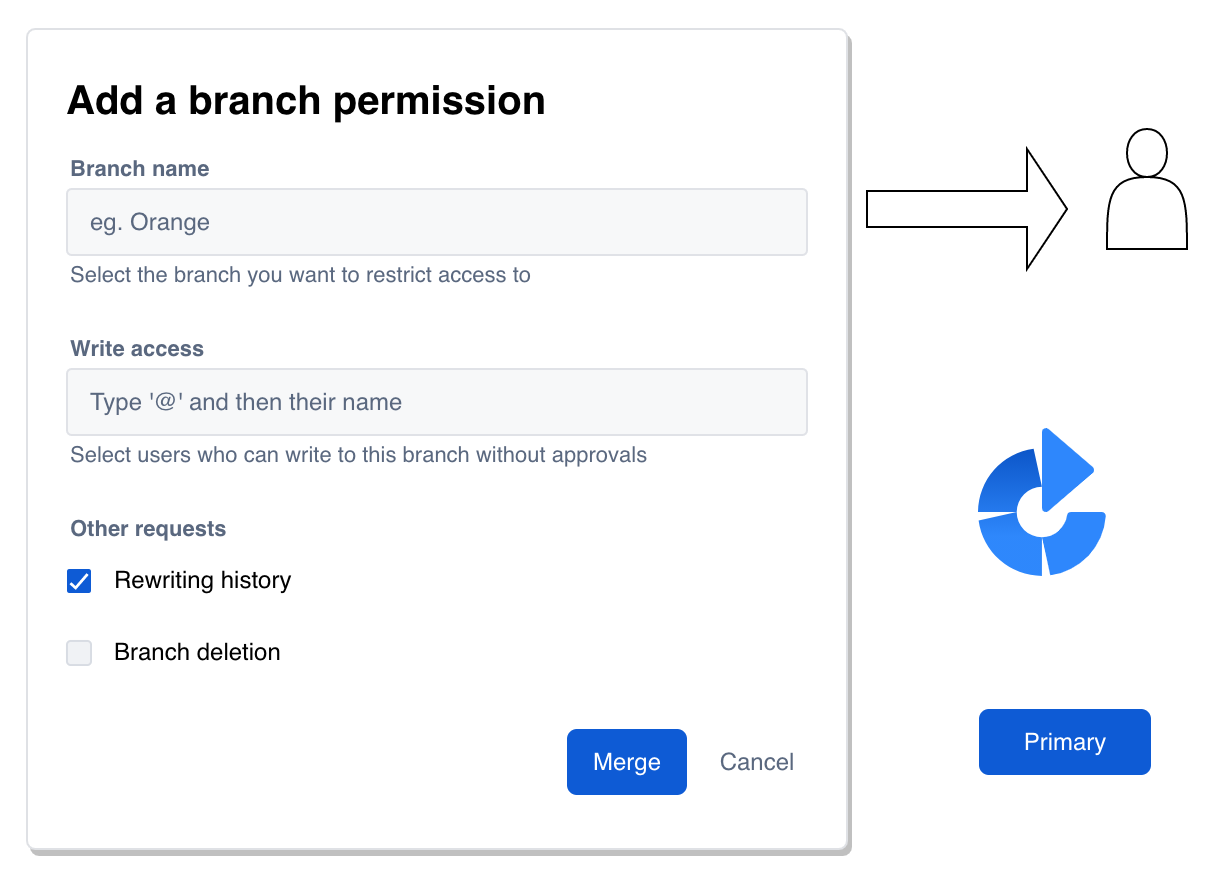 Add a branch permission
Branch name
eg. Orange
Select the branch you want to restrict access to
Write access
Type '@' and then their name
Select users who can write to this branch without approvals
Other requests
Rewriting history
Branch deletion
Merge
Cancel
Primary